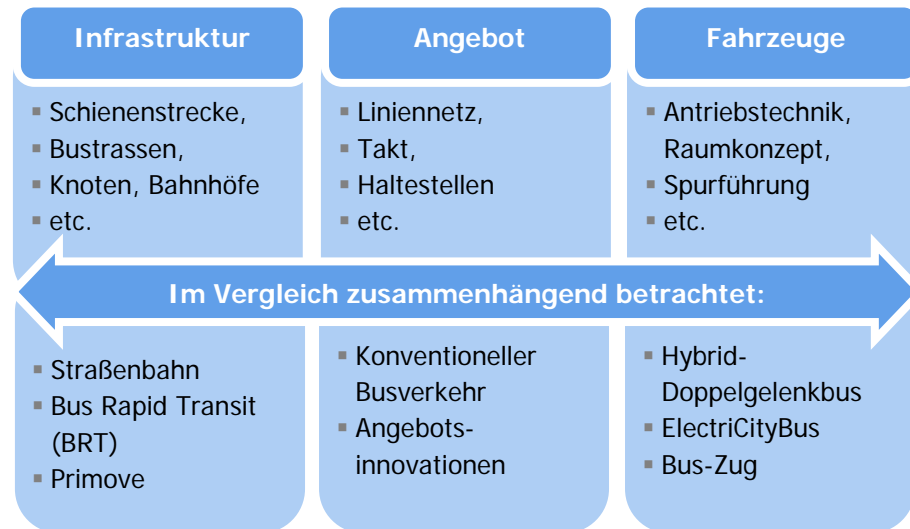 Infrastruktur
Schienenstrecke,
Bustrassen,
Knoten, Bahnhöfe
etc.
Angebot
Liniennetz,
Takt,
Haltestellen
etc.
Fahrzeuge
Antriebstechnik,
Raumkonzept,
Spurführung
etc.
Im Vergleich zusammenhängend betrachtet:
Straßenbahn
Bus Rapid Transit
(BRT)
Primove
Konventioneller
Busverkehr
Angebots-
innovationen
Hybrid-
Doppelgelenkbus
ElectriCityBus
Bus-Zug